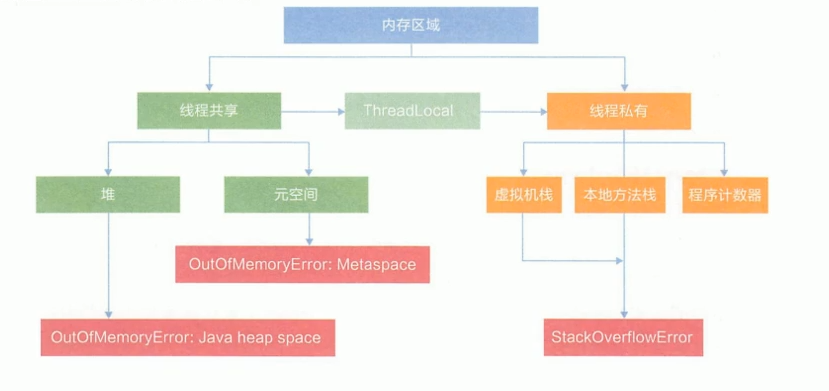 内存区域
线程共享
ThreadLocal
线程私有
堆
元空间
虚拟机栈
本地方法栈
程序计数器
OutOfMemoryError: Metaspace
OutOfMemoryError: Java heap space
StackOverflowError